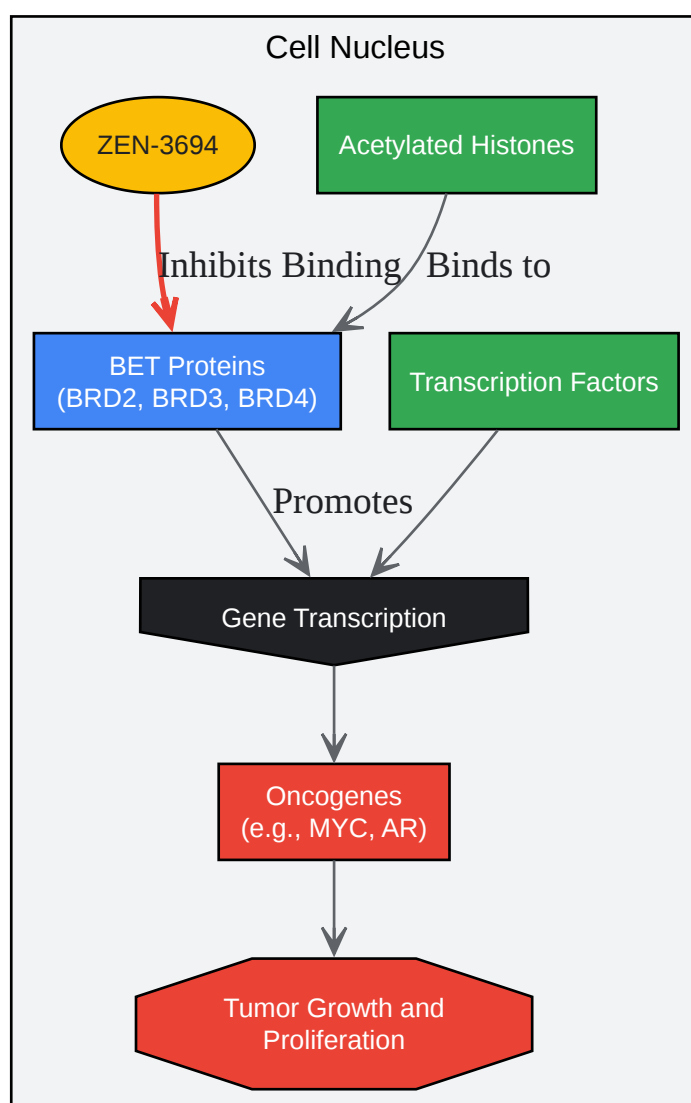 Cell Nucleus
ZEN-3694
Acetylated Histones
Inhibits Binding
Binds to
BET Proteins
(BRD2, BRD3, BRD4)
Transcription Factors
Promotes
Gene Transcription
Oncogenes
(e.g., MYC, AR)
Tumor Growth and
Proliferation